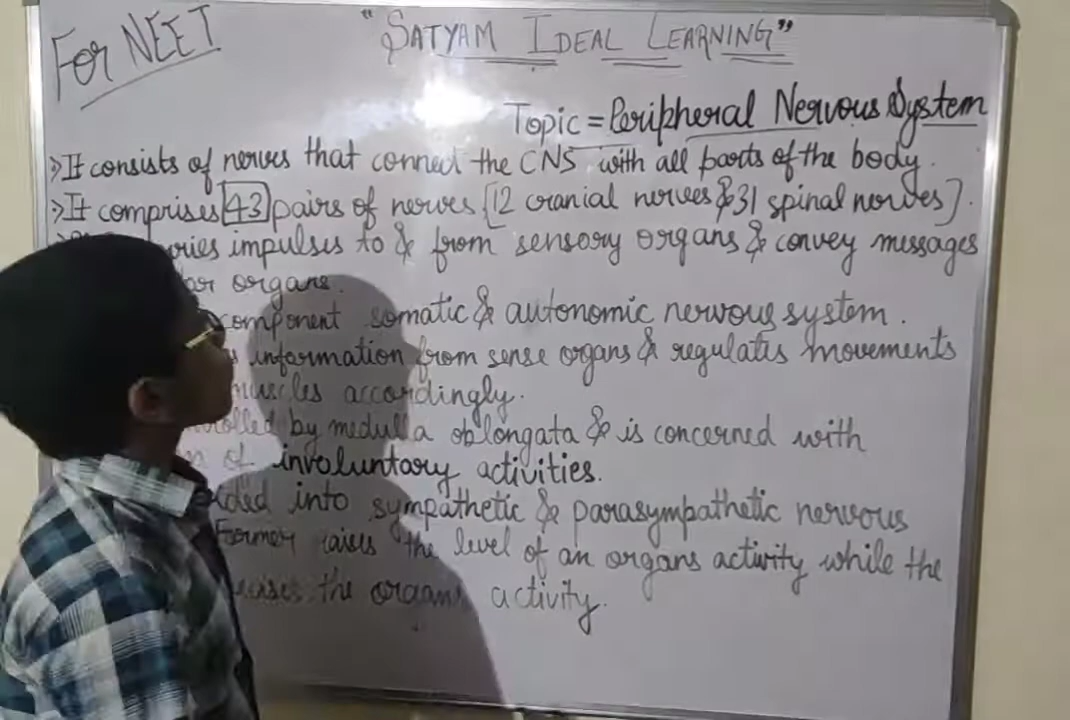 For NEET
"SATYAM IDEAL LEARNING"
Topic = Peripheral Nervous System
⇒It consists of nerves that connect the CNS with all parts of the body.
⇒It comprises 43 pairs of nerves [12 cranial nerves & 31 spinal nerves].
impulses to & from sensory organs & convey messages
organs.
component somatic & autonomic nervous system.
information from sense organs & regulates movements
muscles accordingly.
by medulla oblongata & is concerned with
of involuntary activities.
into sympathetic & parasympathetic nervous
Former raises the level of an organs activity while the
the organs activity.